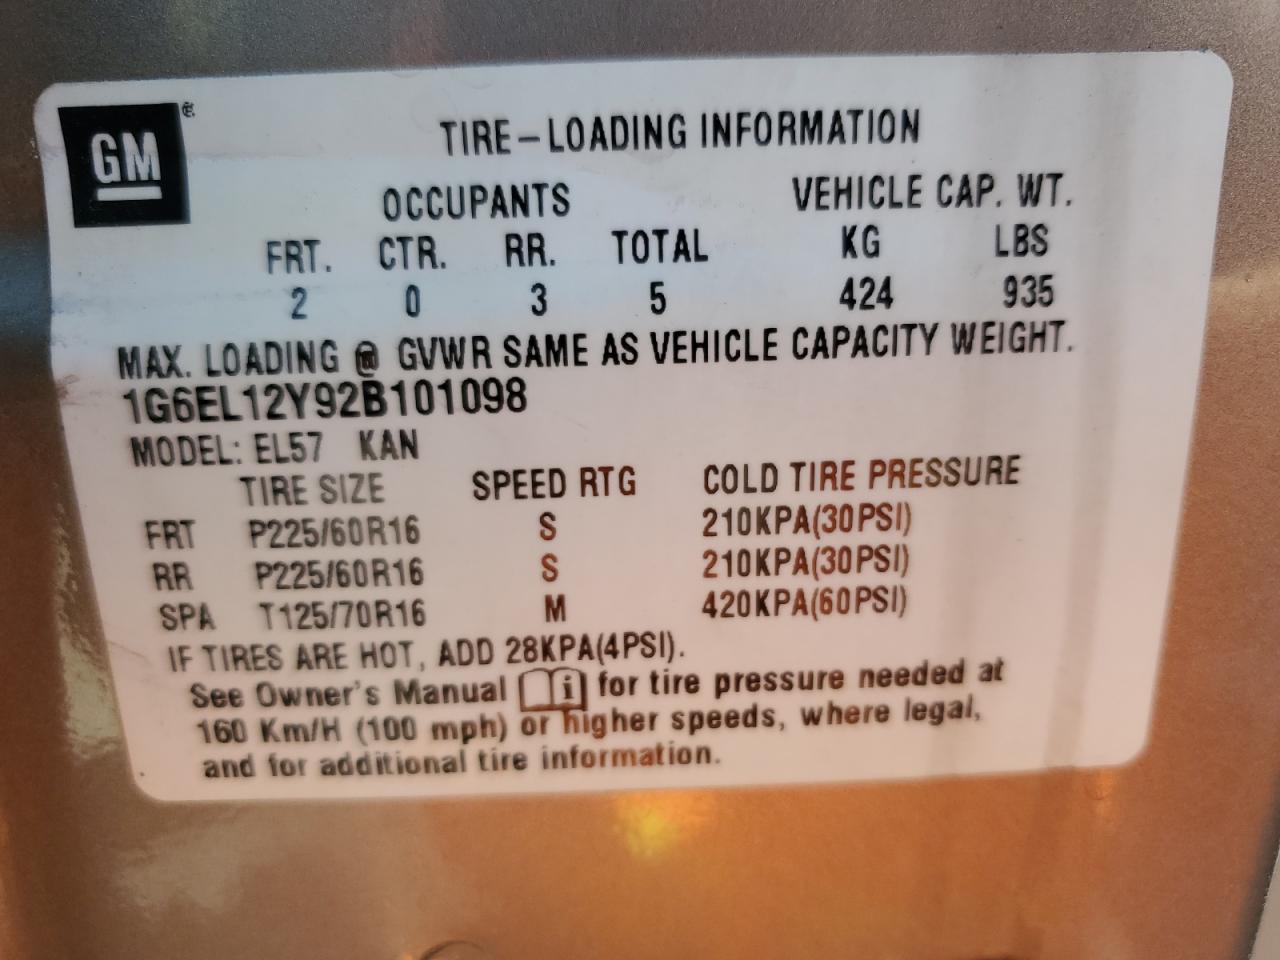 GM ®
TIRE-LOADING INFORMATION
OCCUPANTS VEHICLE CAP. WT.
FRT. CTR. RR. TOTAL KG LBS
2 0 3 5 424 935
MAX. LOADING @ GVWR SAME AS VEHICLE CAPACITY WEIGHT.
1G6EL12Y92B101098
MODEL: EL57 KAN
TIRE SIZE SPEED RTG COLD TIRE PRESSURE
FRT P225/60R16 S 210KPA(30PSI)
RR P225/60R16 S 210KPA(30PSI)
SPA T125/70R16 M 420KPA(60PSI)
IF TIRES ARE HOT, ADD 28KPA(4PSI).
See Owner's Manual i for tire pressure needed at
160 Km/H (100 mph) or higher speeds, where legal,
and for additional tire information.